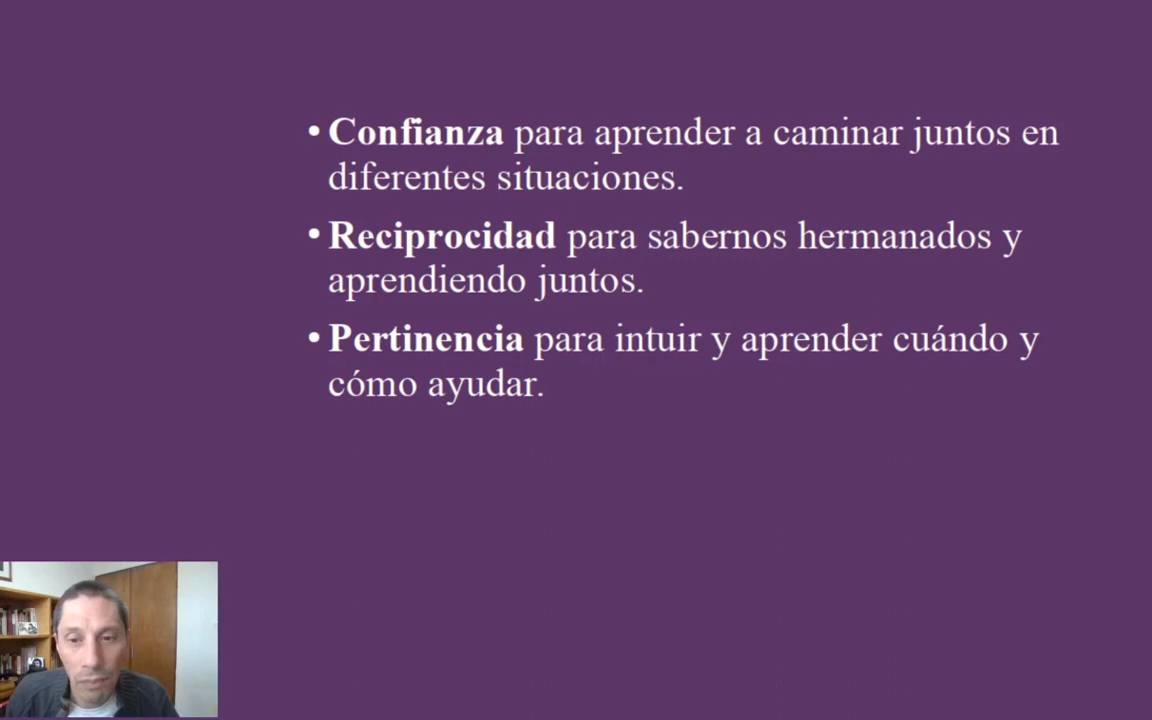 • Confianza para aprender a caminar juntos en
diferentes situaciones.
• Reciprocidad para sabernos hermanados y
aprendiendo juntos.
• Pertinencia para intuir y aprender cuándo y
cómo ayudar.